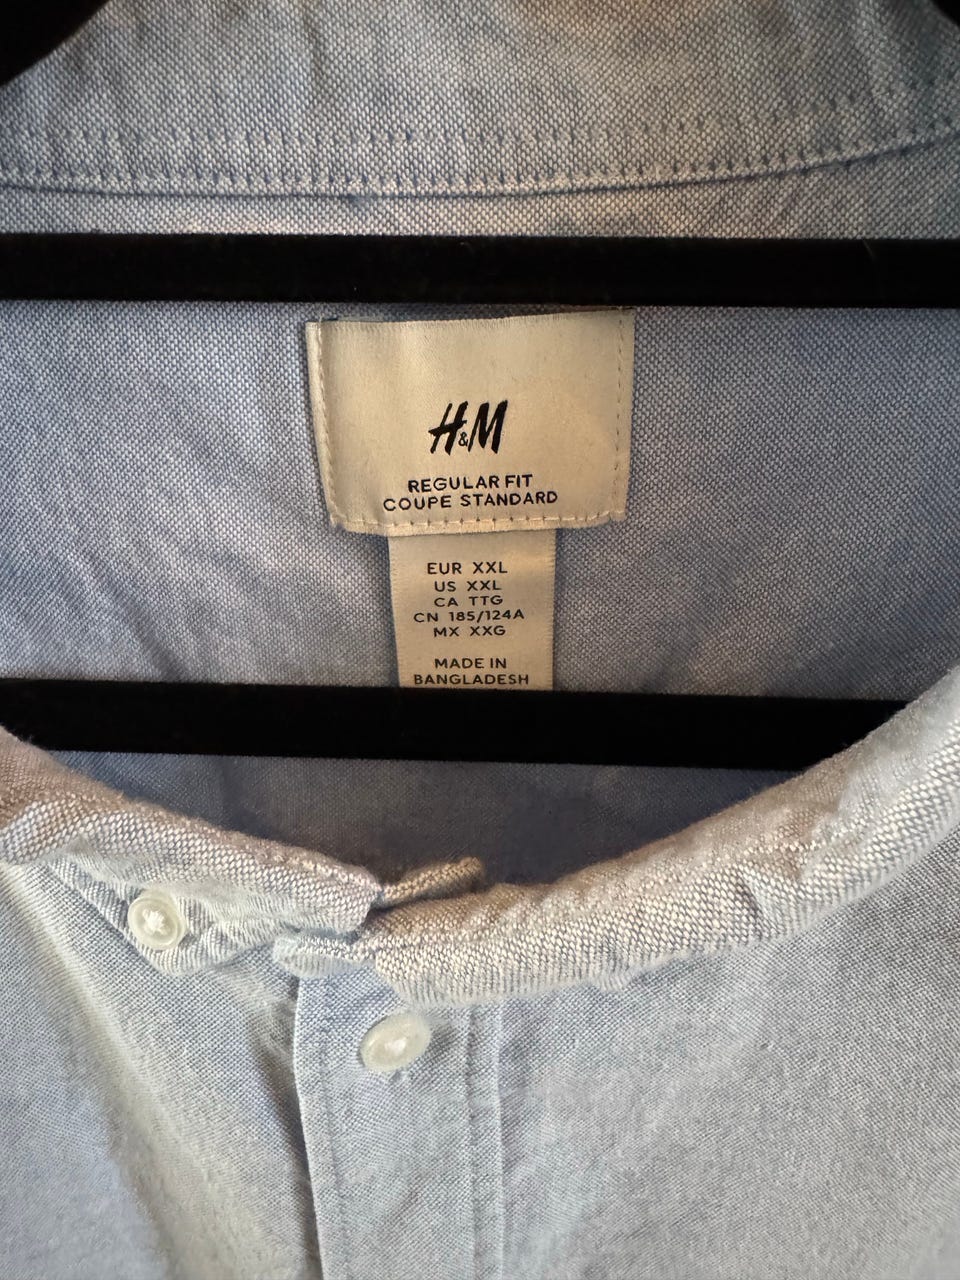 H&M
REGULAR FIT
COUPE STANDARD
EUR XXL
US XXL
CA TTG
CN 185/124A
MX XXG
MADE IN
BANGLADESH